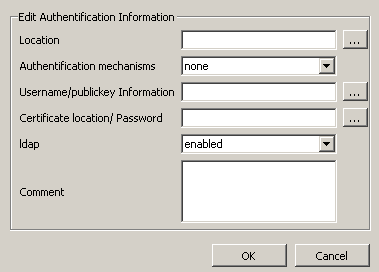 Edit Authentification Information
Location
...
Authentification mechanisms
none
Username/publickey Information
...
Certificate location/ Password
...
ldap
enabled
Comment
OK
Cancel